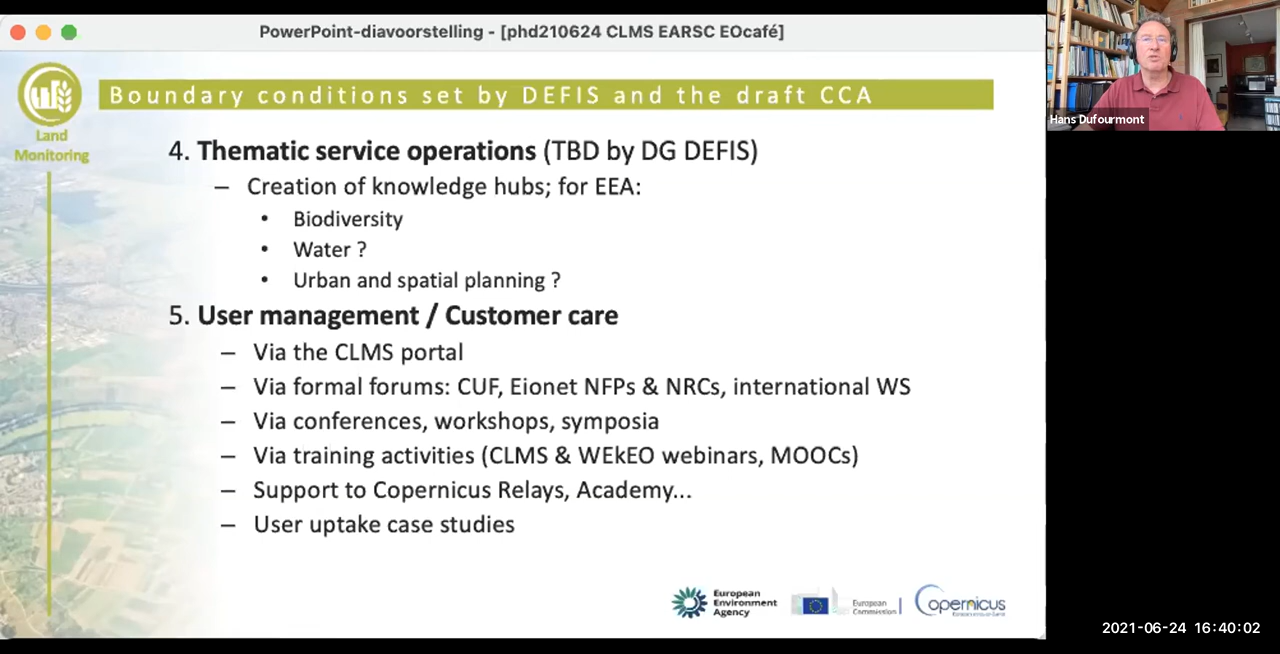 PowerPoint-diavoorstelling - [phd210624 CLMS EARSC EOcafé]
Hans Dufourmont
Land
Monitoring
Boundary conditions set by DEFIS and the draft CCA
4. Thematic service operations (TBD by DG DEFIS)
– Creation of knowledge hubs; for EEA:
• Biodiversity
• Water ?
• Urban and spatial planning ?
5. User management / Customer care
– Via the CLMS portal
– Via formal forums: CUF, Eionet NFPs & NRCs, international WS
– Via conferences, workshops, symposia
– Via training activities (CLMS & WEkEO webinars, MOOCs)
– Support to Copernicus Relays, Academy...
– User uptake case studies
European
Environment
Agency
European
Commission
opernicus
2021-06-24 16:40:02